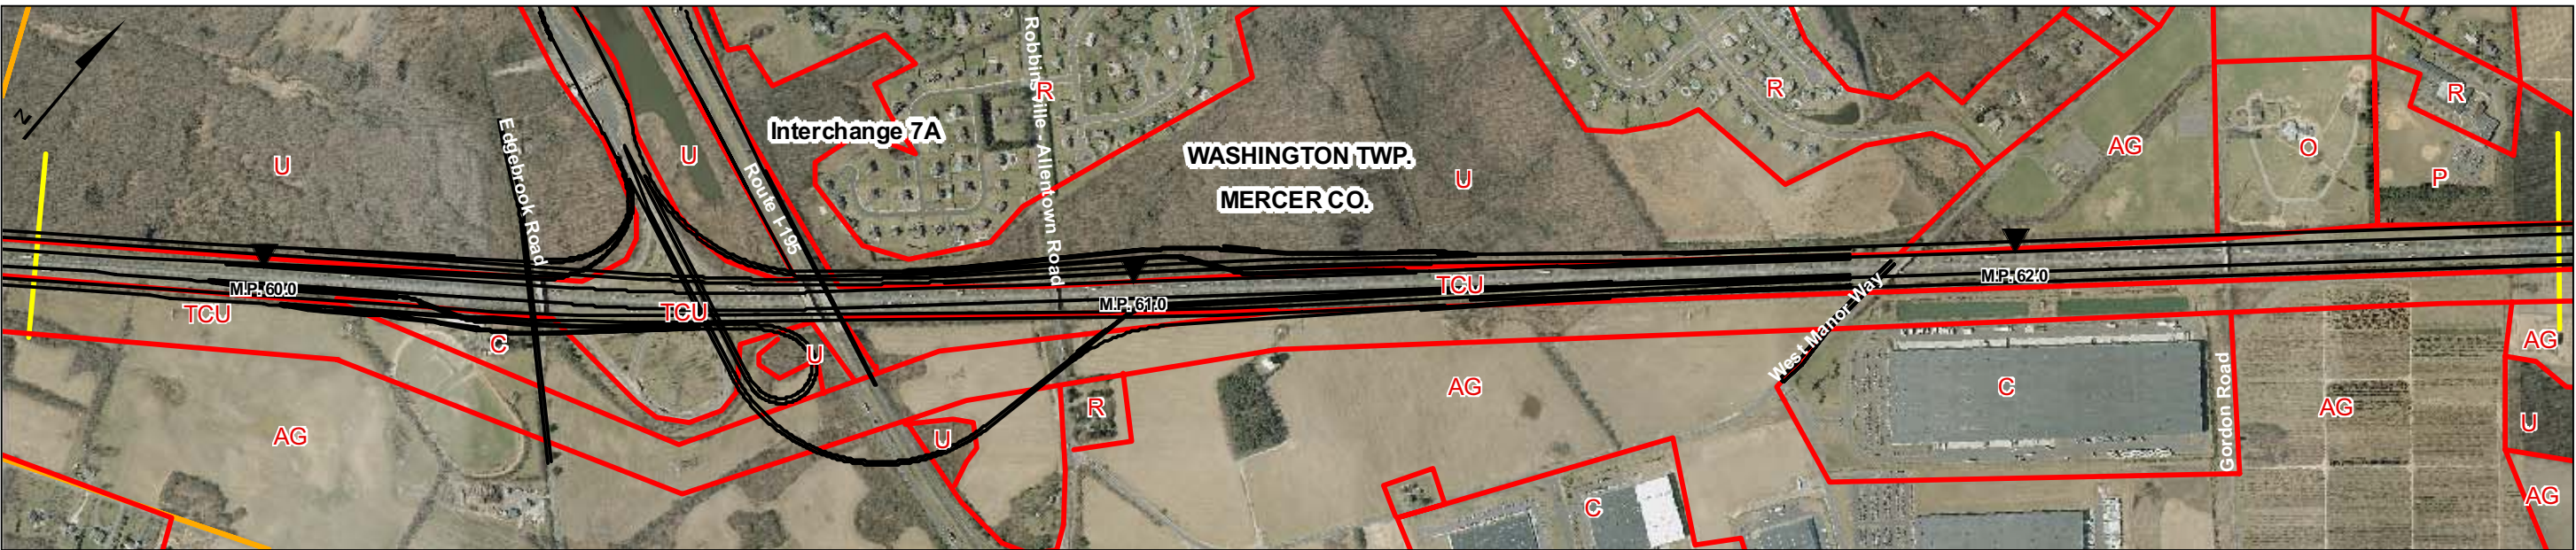 N
U
Edgebrook Road
U
Route I-195
Interchange 7A
Robbinsville - Allentown Road
R
WASHINGTON TWP.
MERCER CO.
U
R
AG
O
R
P
M.P. 60.0
TCU
TCU
M.P. 61.0
TCU
M.P. 62.0
West Manor Way
C
U
AG
U
R
AG
C
C
Gordon Road
AG
AG
U
AG